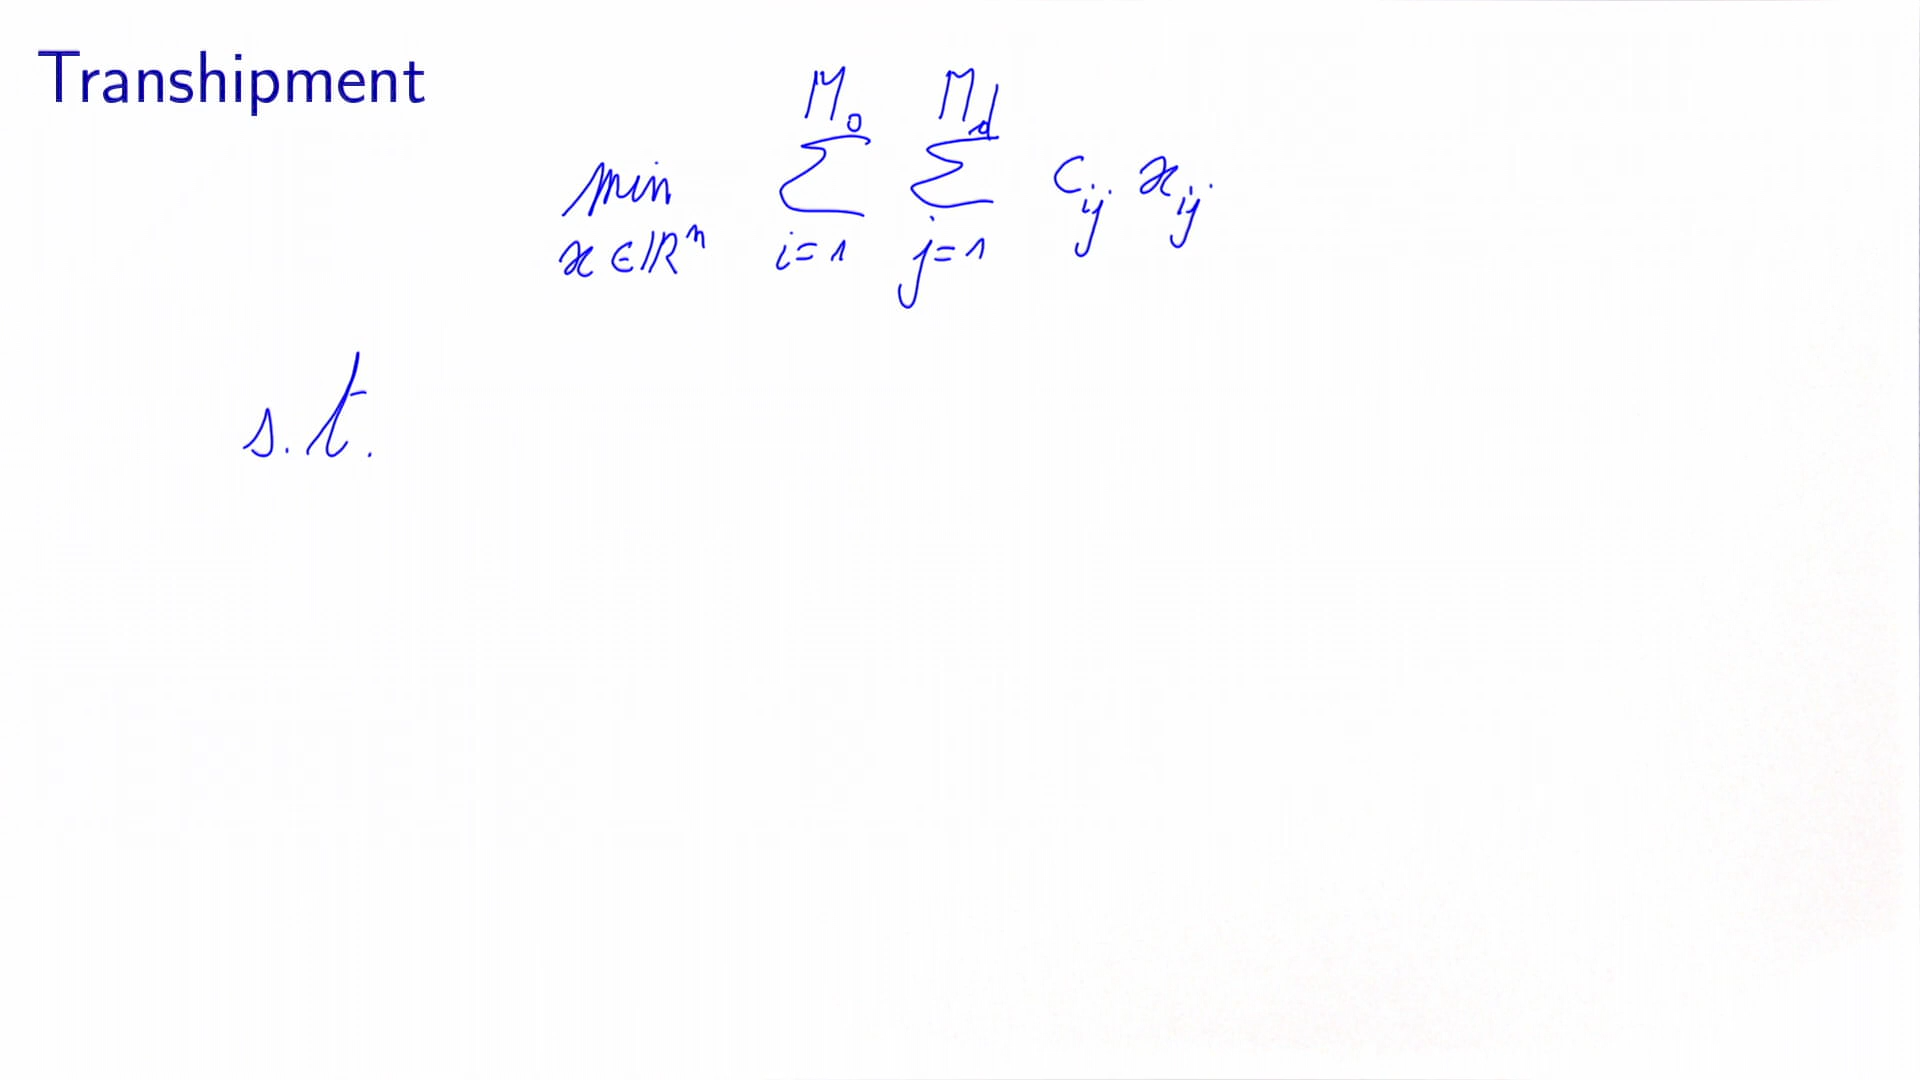 Transhipment
M_o M_d
min ∑ ∑ c_ij x_ij
x ∈ ℝ^n i=1 j=1
s.t.